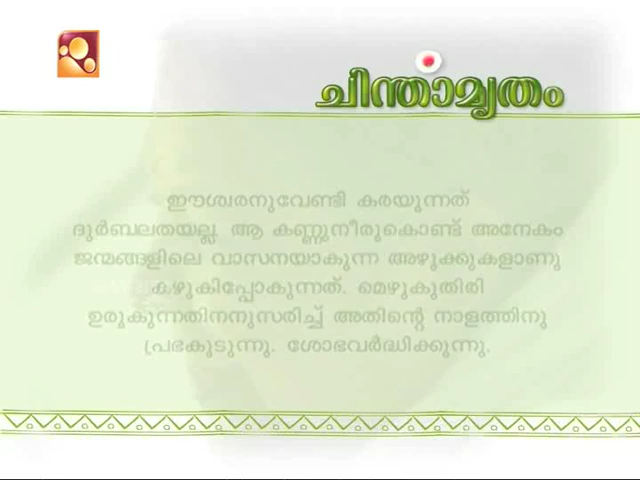 ചിന്താമൃതം
ഈശ്വരനുവേണ്ടി കരയുന്നത്
ദുർബലതയല്ല. ആ കണ്ണുനീരുകൊണ്ട് അനേകം
ജന്മങ്ങളിലെ വാസനയാകുന്ന അഴുക്കുകളാണു
കഴുകിപ്പോകുന്നത്. മെഴുകുതിരി
ഉരുകുന്നതിനനുസരിച്ച് അതിന്റെ നാളത്തിനു
പ്രഭകൂടുന്നു. ശോഭവർദ്ധിക്കുന്നു.